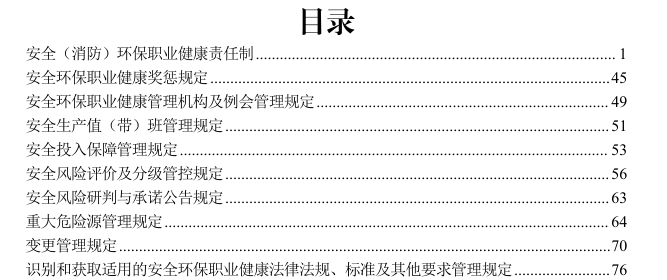 目录
安全（消防）环保职业健康责任制........................................ 1
安全环保职业健康奖惩规定........................................45
安全环保职业健康管理机构及例会管理规定........................................49
安全生产值（带）班管理规定........................................51
安全投入保障管理规定........................................53
安全风险评价及分级管控规定........................................56
安全风险研判与承诺公告规定........................................63
重大危险源管理规定........................................64
变更管理规定........................................70
识别和获取适用的安全环保职业健康法律法规、标准及其他要求管理规定........................................76